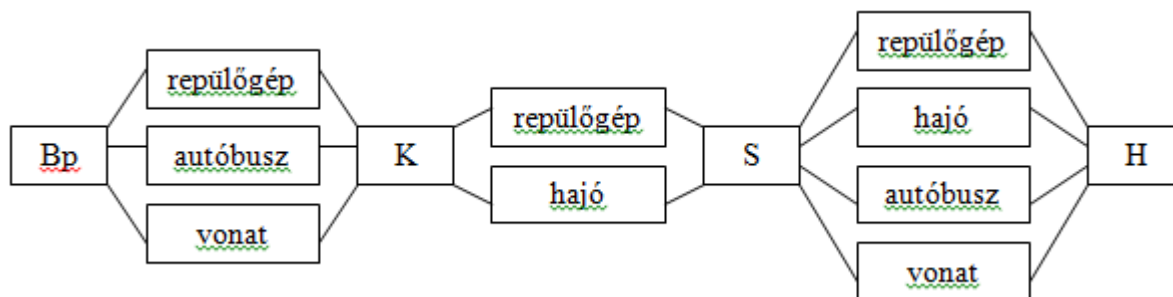 Bp
repülőgép
autóbusz
vonat
K
repülőgép
hajó
S
repülőgép
hajó
autóbusz
vonat
H